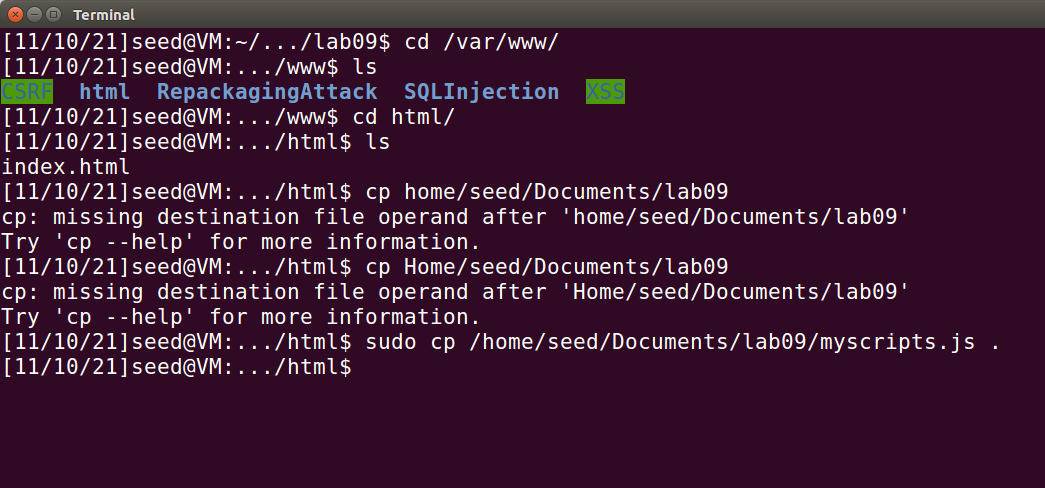 Terminal
[11/10/21]seed@VM:~/.../lab09$ cd /var/www/
[11/10/21]seed@VM:.../www$ ls
CSRF  html  RepackagingAttack  SQLInjection  XSS
[11/10/21]seed@VM:.../www$ cd html/
[11/10/21]seed@VM:.../html$ ls
index.html
[11/10/21]seed@VM:.../html$ cp home/seed/Documents/lab09
cp: missing destination file operand after 'home/seed/Documents/lab09'
Try 'cp --help' for more information.
[11/10/21]seed@VM:.../html$ cp Home/seed/Documents/lab09
cp: missing destination file operand after 'Home/seed/Documents/lab09'
Try 'cp --help' for more information.
[11/10/21]seed@VM:.../html$ sudo cp /home/seed/Documents/lab09/myscripts.js .
[11/10/21]seed@VM:.../html$